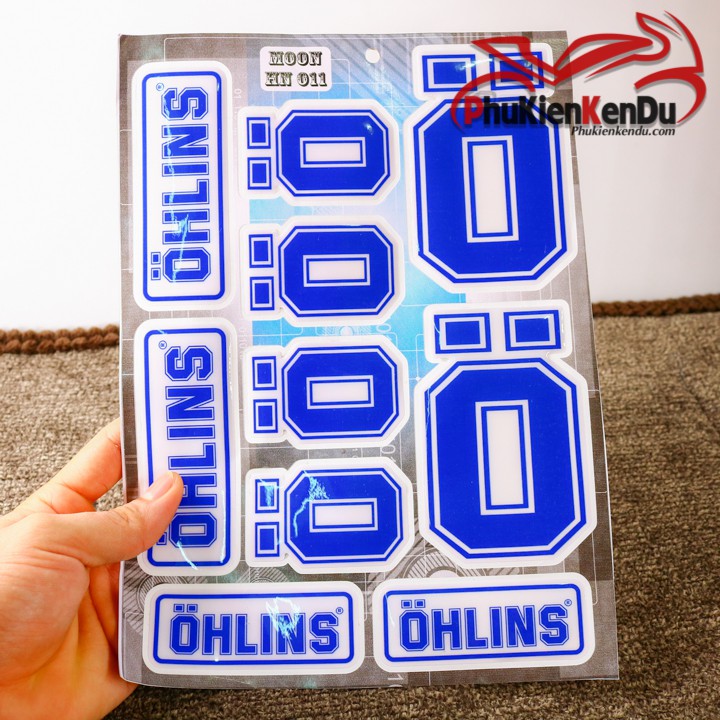 MOON
HN 011
PhuKienKenDu
Phukienkendu.com
ÖHLINS®
ÖHLINS®
Ö
Ö
Ö
Ö
Ö
Ö
ÖHLINS®
ÖHLINS®